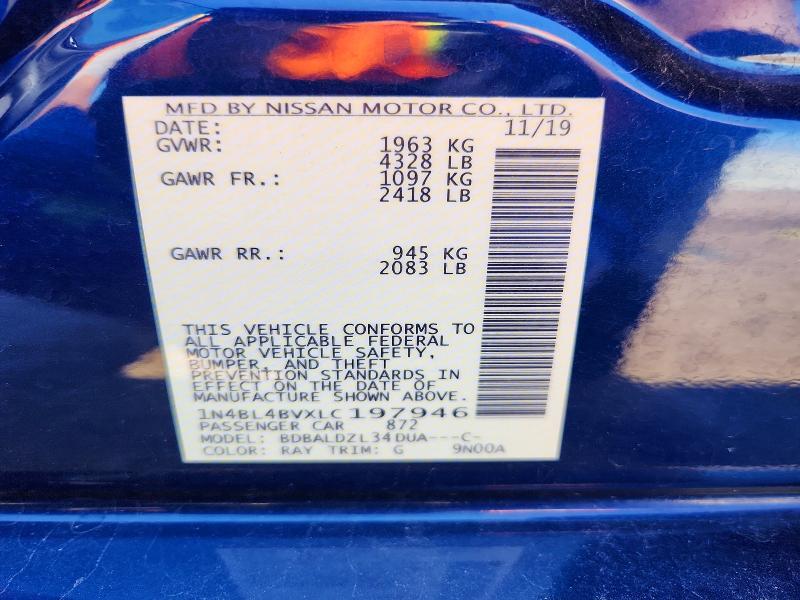 MFD BY NISSAN MOTOR CO., LTD.
DATE: 11/19
GVWR: 1963 KG
4328 LB
GAWR FR.: 1097 KG
2418 LB
GAWR RR.: 945 KG
2083 LB
THIS VEHICLE CONFORMS TO
ALL APPLICABLE FEDERAL
MOTOR VEHICLE SAFETY,
BUMPER, AND THEFT
PREVENTION STANDARDS IN
EFFECT ON THE DATE OF
MANUFACTURE SHOWN ABOVE.
1N4BL4BVXLC197946
PASSENGER CAR 872
MODEL: BDBALDZL34DUA---C-
COLOR: RAY TRIM: G 9N00A